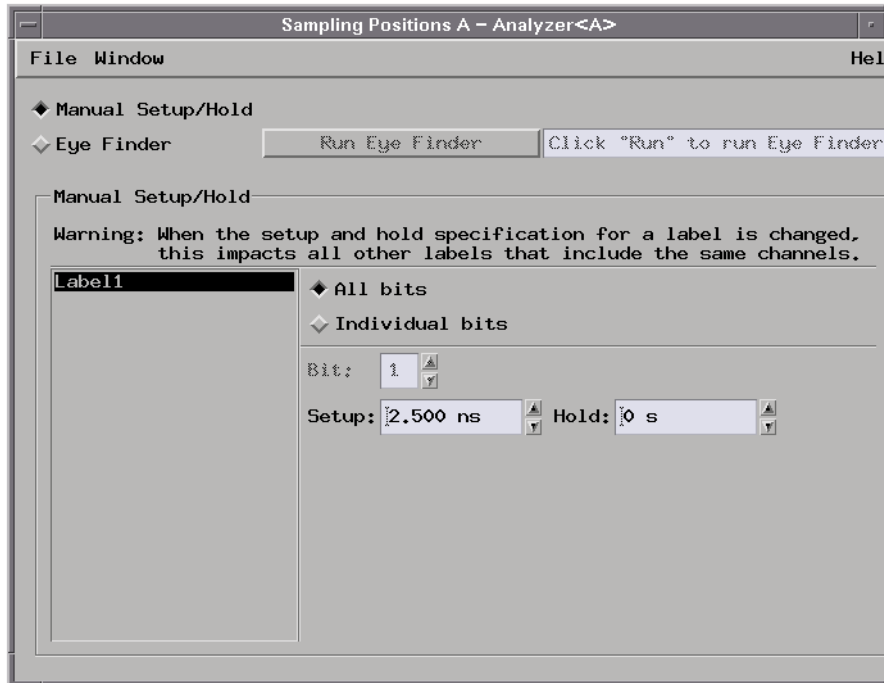 Sampling Positions A – Analyzer<A>
File Window Hel
Manual Setup/Hold
Eye Finder Run Eye Finder Click "Run" to run Eye Finder
Manual Setup/Hold
Warning: When the setup and hold specification for a label is changed,
this impacts all other labels that include the same channels.
Label1
All bits
Individual bits
Bit: 1
Setup: 2.500 ns Hold: 0 s